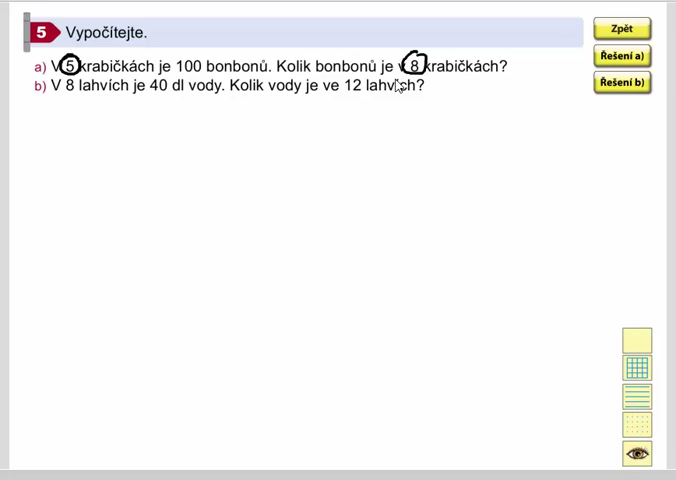 5 Vypočítejte.
a) V 5 krabičkách je 100 bonbonů. Kolik bonbonů je v 8 krabičkách?
b) V 8 lahvích je 40 dl vody. Kolik vody je ve 12 lahvích?
Zpět
Řešení a)
Řešení b)